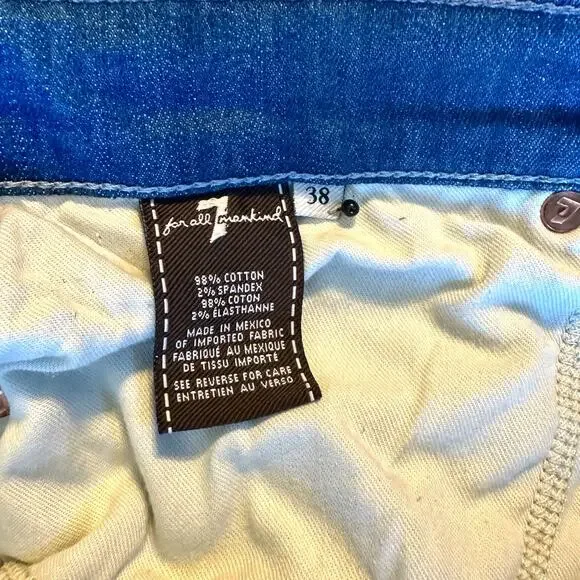 7
for all mankind
38
98% COTTON
2% SPANDEX
98% COTON
2% ÉLASTHANNE
MADE IN MEXICO
OF IMPORTED FABRIC
FABRIQUÉ AU MEXIQUE
DE TISSU IMPORTÉ
SEE REVERSE FOR CARE
ENTRETIEN AU VERSO
7